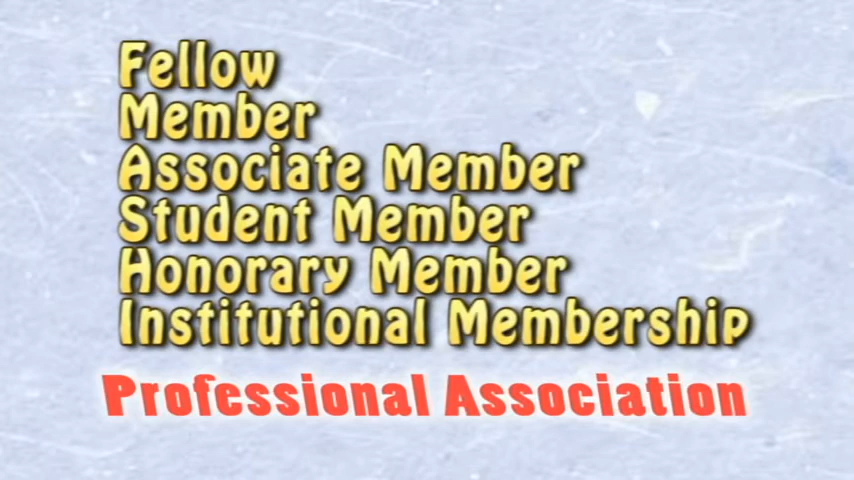 Fellow
Member
Associate Member
Student Member
Honorary Member
Institutional Membership
Professional Association